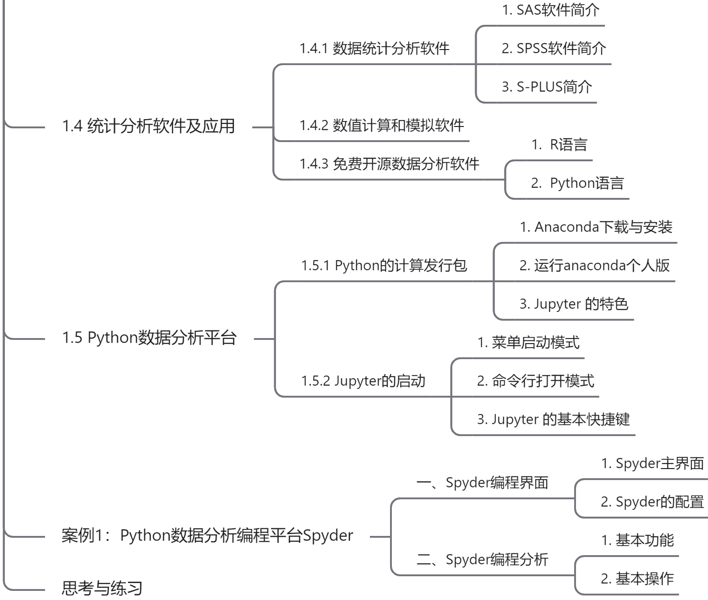 1.4 统计分析软件及应用
1.4.1 数据统计分析软件
1. SAS软件简介
2. SPSS软件简介
3. S-PLUS简介
1.4.2 数值计算和模拟软件
1.4.3 免费开源数据分析软件
1. R语言
2. Python语言
1.5 Python数据分析平台
1.5.1 Python的计算发行包
1. Anaconda下载与安装
2. 运行anaconda个人版
3. Jupyter 的特色
1.5.2 Jupyter的启动
1. 菜单启动模式
2. 命令行打开模式
3. Jupyter 的基本快捷键
案例1：Python数据分析编程平台Spyder
一、Spyder编程界面
1. Spyder主界面
2. Spyder的配置
二、Spyder编程分析
1. 基本功能
2. 基本操作
思考与练习